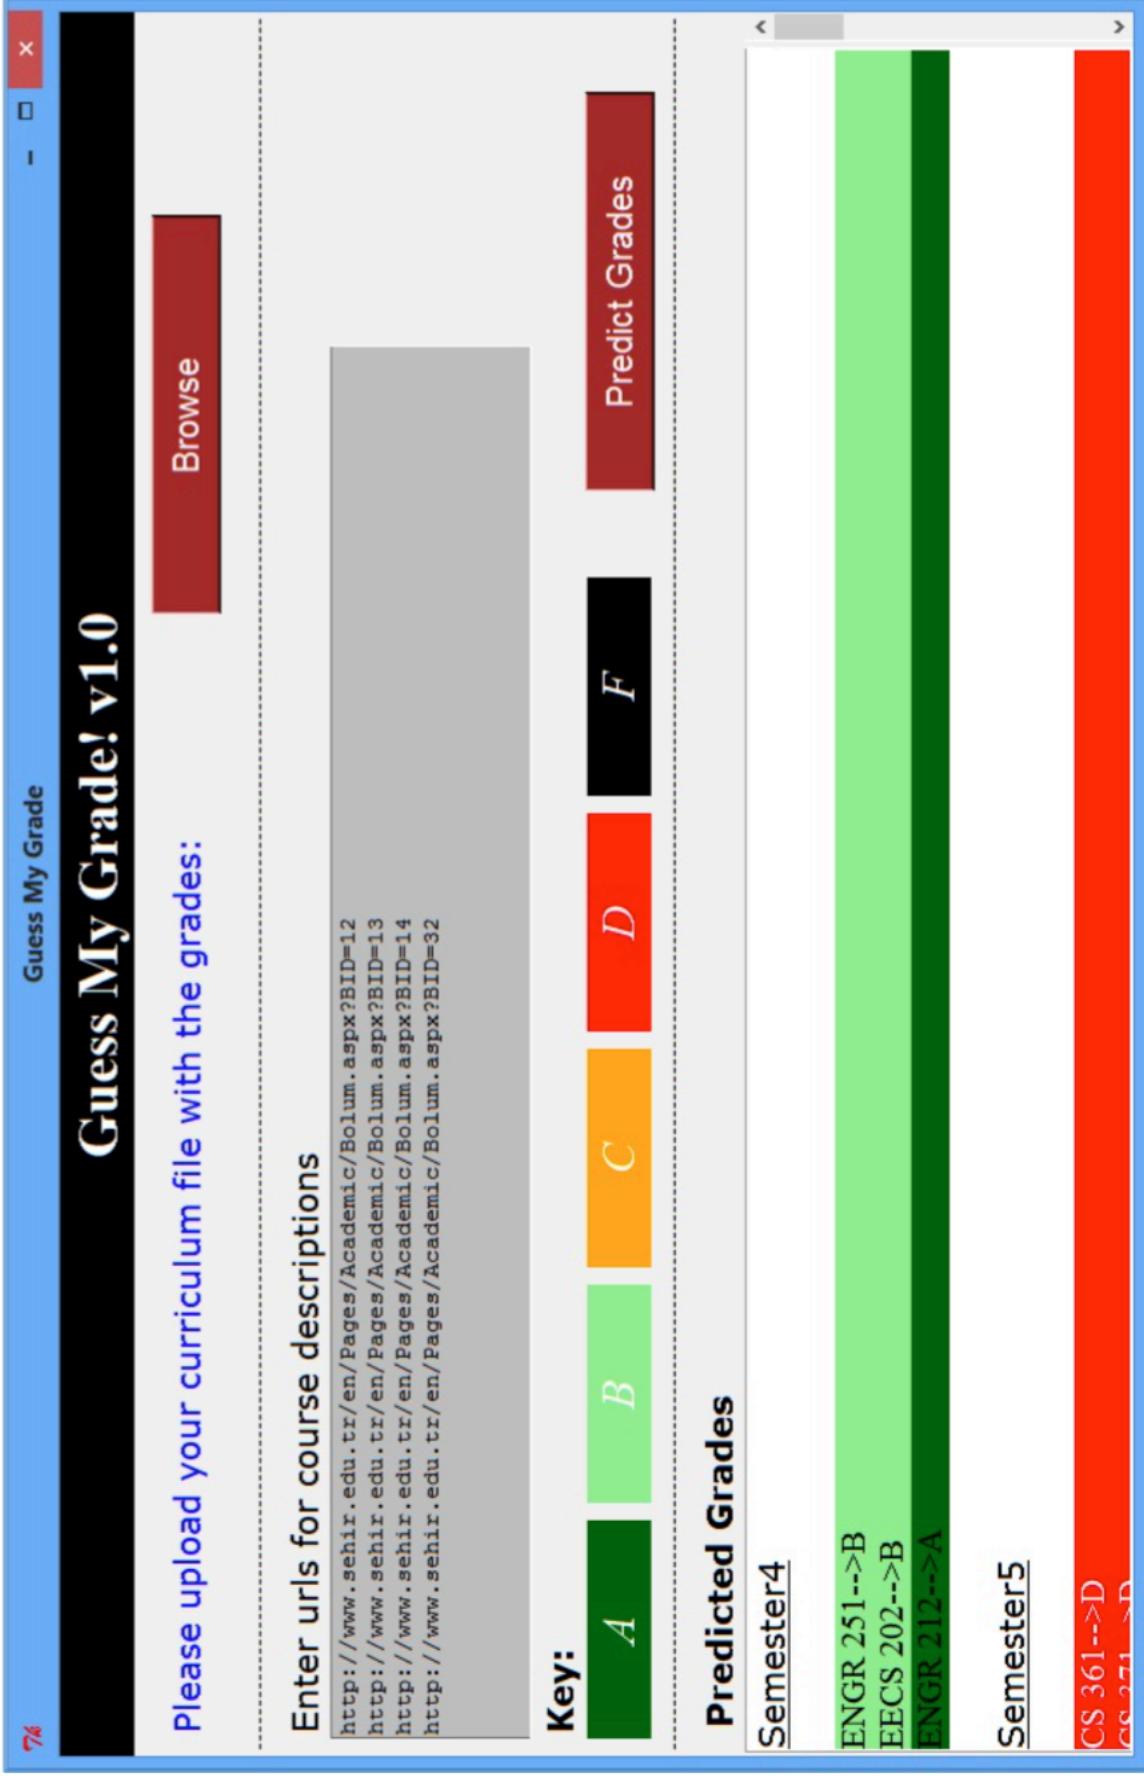 Guess My Grade
Guess My Grade! v1.0
Please upload your curriculum file with the grades:
Browse
Enter urls for course descriptions
http://www.sehir.edu.tr/en/Pages/Academic/Bolum.aspx?BID=12
http://www.sehir.edu.tr/en/Pages/Academic/Bolum.aspx?BID=13
http://www.sehir.edu.tr/en/Pages/Academic/Bolum.aspx?BID=14
http://www.sehir.edu.tr/en/Pages/Academic/Bolum.aspx?BID=32
Key:
A B C D F Predict Grades
Predicted Grades
Semester4
ENGR 251-->B
EECS 202-->B
ENGR 212-->A
Semester5
CS 361-->D
CS 371-->D